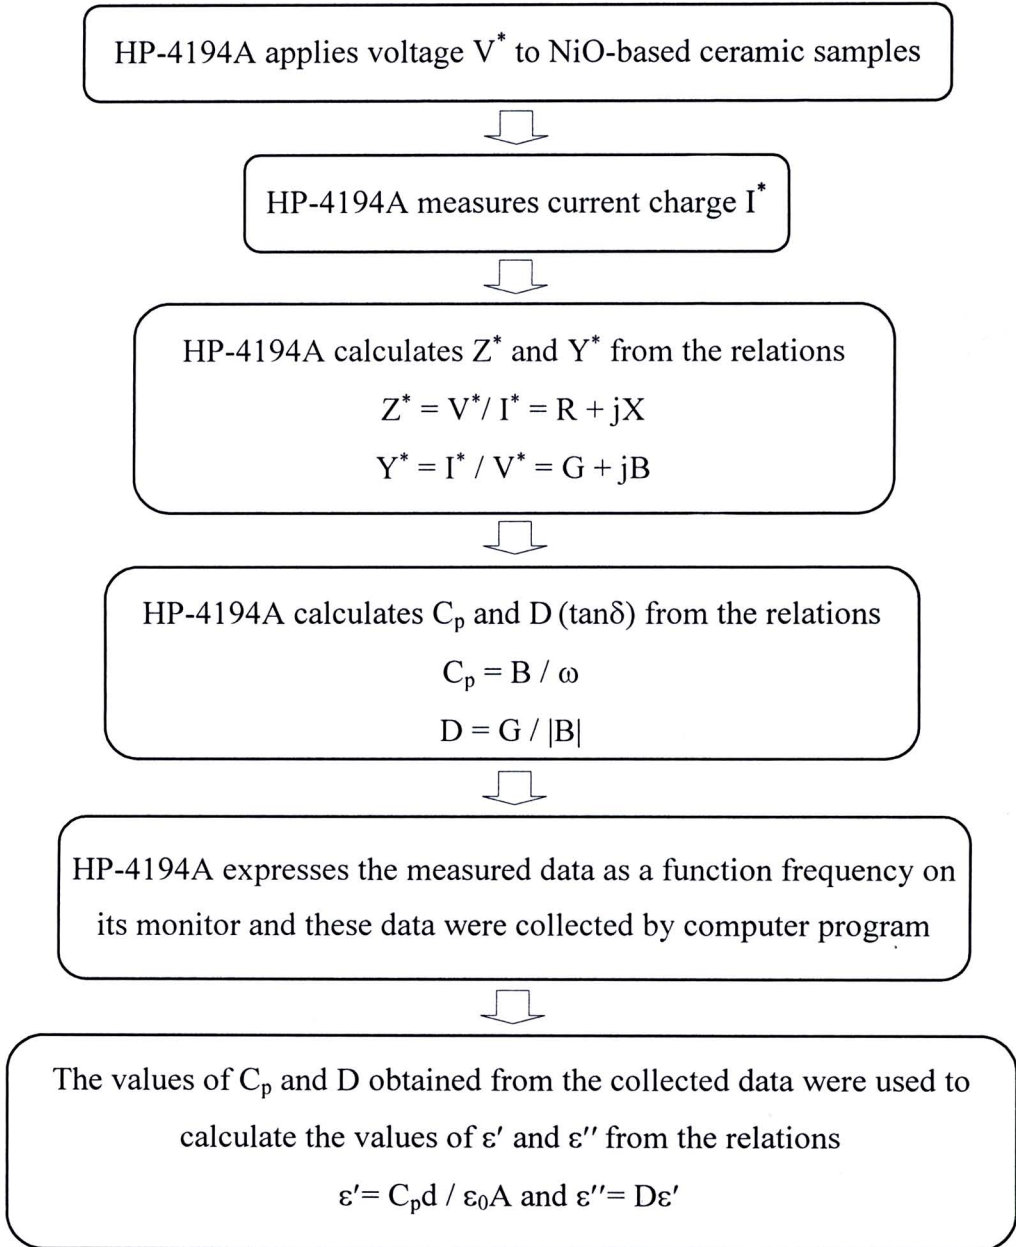 HP-4194A applies voltage V* to NiO-based ceramic samples
HP-4194A measures current charge I*
HP-4194A calculates Z* and Y* from the relations
Z* = V*/ I* = R + jX
Y* = I* / V* = G + jB
HP-4194A calculates Cp and D (tanδ) from the relations
Cp = B / ω
D = G / |B|
HP-4194A expresses the measured data as a function frequency on
its monitor and these data were collected by computer program
The values of Cp and D obtained from the collected data were used to
calculate the values of ε′ and ε′′ from the relations
ε′= Cpd / ε0A and ε′′= Dε′